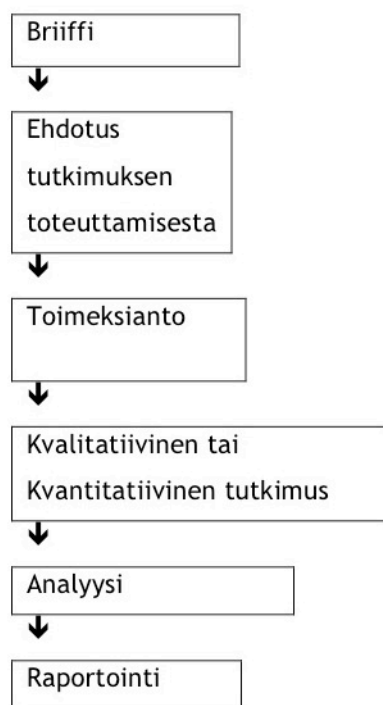 Briiffi
Ehdotus
tutkimuksen
toteuttamisesta
Toimeksianto
Kvalitatiivinen tai
Kvantitatiivinen tutkimus
Analyysi
Raportointi